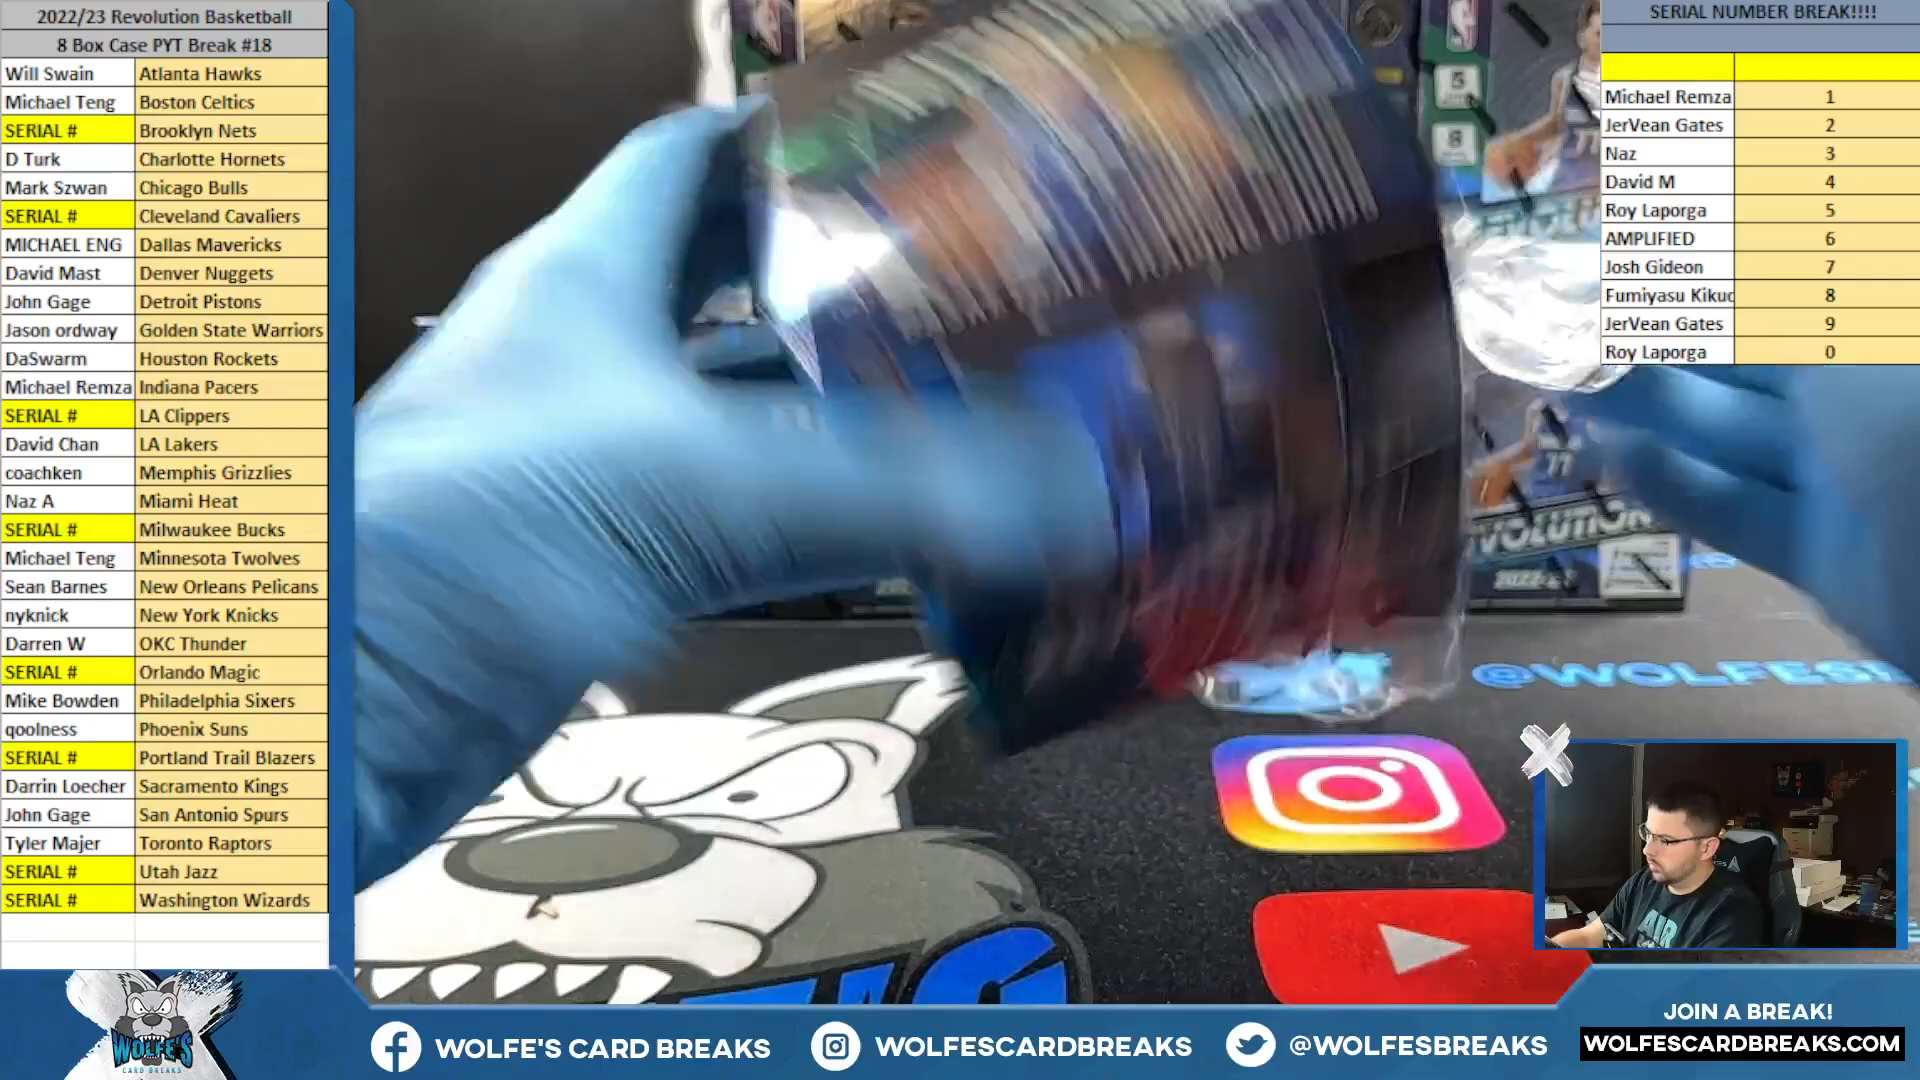 2022/23 Revolution Basketball
8 Box Case PYT Break #18
Will Swain Atlanta Hawks
Michael Teng Boston Celtics
SERIAL # Brooklyn Nets
D Turk Charlotte Hornets
Mark Szwan Chicago Bulls
SERIAL # Cleveland Cavaliers
MICHAEL ENG Dallas Mavericks
David Mast Denver Nuggets
John Gage Detroit Pistons
Jason ordway Golden State Warriors
DaSwarm Houston Rockets
Michael Remza Indiana Pacers
SERIAL # LA Clippers
David Chan LA Lakers
coachken Memphis Grizzlies
Naz A Miami Heat
SERIAL # Milwaukee Bucks
Michael Teng Minnesota Twolves
Sean Barnes New Orleans Pelicans
nyknick New York Knicks
Darren W OKC Thunder
SERIAL # Orlando Magic
Mike Bowden Philadelphia Sixers
qoolness Phoenix Suns
SERIAL # Portland Trail Blazers
Darrin Loecher Sacramento Kings
John Gage San Antonio Spurs
Tyler Majer Toronto Raptors
SERIAL # Utah Jazz
SERIAL # Washington Wizards
SERIAL NUMBER BREAK!!!!
Michael Remza 1
JerVean Gates 2
Naz 3
David M 4
Roy Laporga 5
AMPLIFIED 6
Josh Gideon 7
Fumiyasu Kikuc 8
JerVean Gates 9
Roy Laporga 0
5
8
@WOLFES
AIR
WOLFE'S
CARD BREAKS
WOLFE'S CARD BREAKS
WOLFESCARDBREAKS
@WOLFESBREAKS
JOIN A BREAK!
WOLFESCARDBREAKS.COM